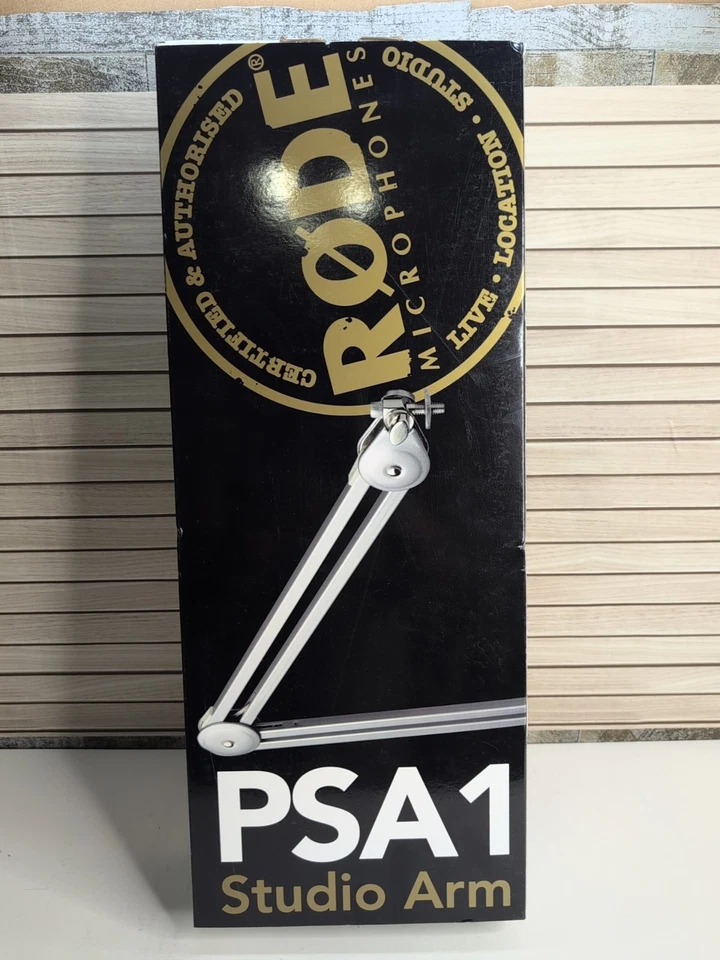 CERTIFIED & AUTHORISED
RØDE®
MICROPHONES
LIVE • LOCATION • STUDIO
PSA1
Studio Arm